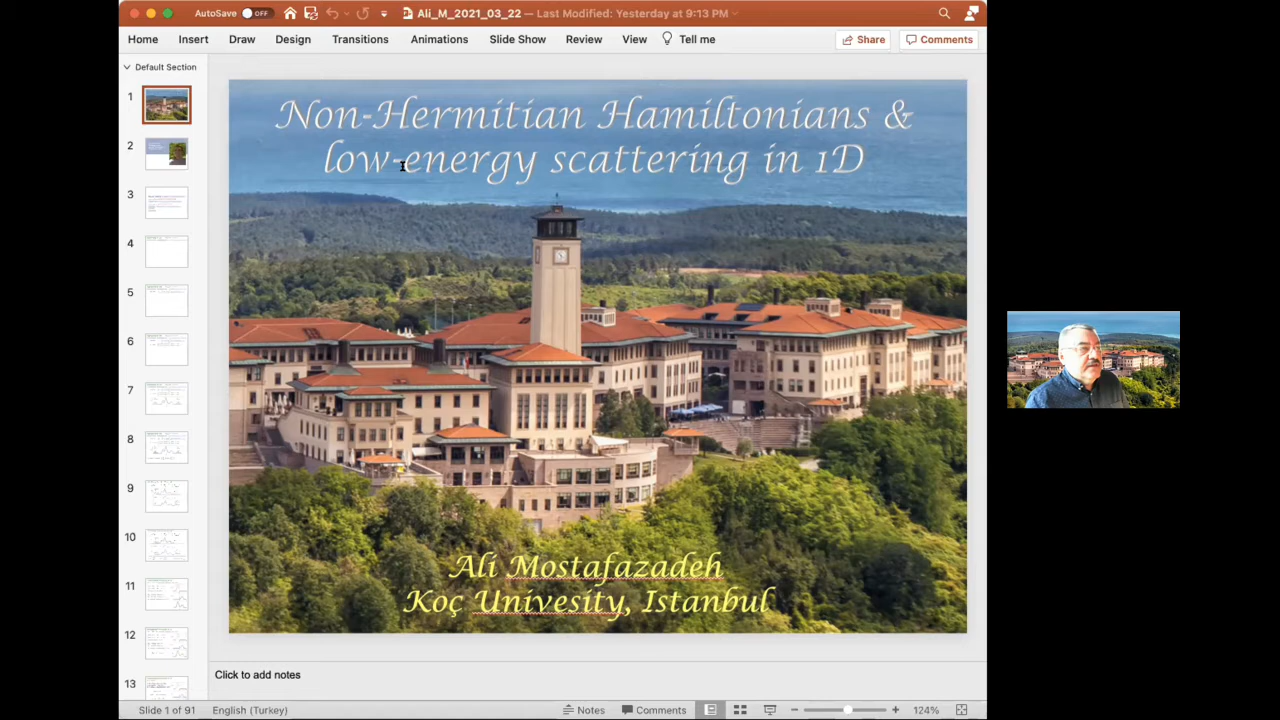 AutoSave OFF Ali_M_2021_03_22 — Last Modified: Yesterday at 9:13 PM
Home Insert Draw Design Transitions Animations Slide Show Review View Tell me Share Comments
Default Section
1
2
3
4
5
6
7
8
9
10
11
12
13
Non-Hermitian Hamiltonians &
low-energy scattering in 1D
Ali Mostafazadeh
Koç Univesity, Istanbul
Click to add notes
Slide 1 of 91 English (Turkey) Notes Comments 124%